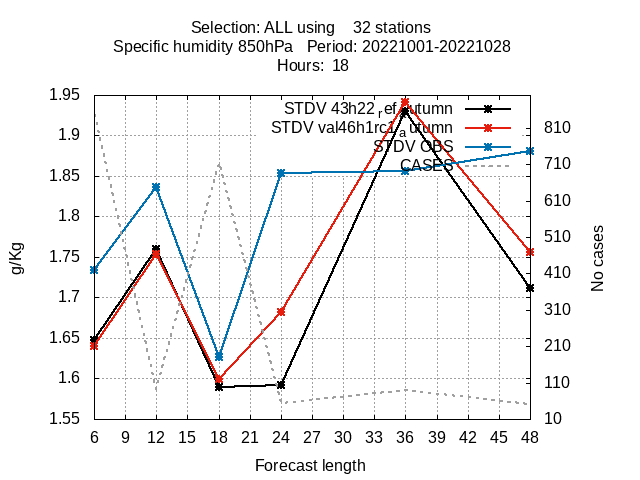 Selection: ALL using 32 stations
Specific humidity 850hPa Period: 20221001-20221028
Hours: 18
STDV 43h22ref utumn
STDV val46h1rc1a utumn
STDV OBS
CASES
1.95
1.9
1.85
1.8
1.75
1.7
1.65
1.6
1.55
g/Kg
810
710
610
510
410
310
210
110
10
No cases
6 9 12 15 18 21 24 27 30 33 36 39 42 45 48
Forecast length